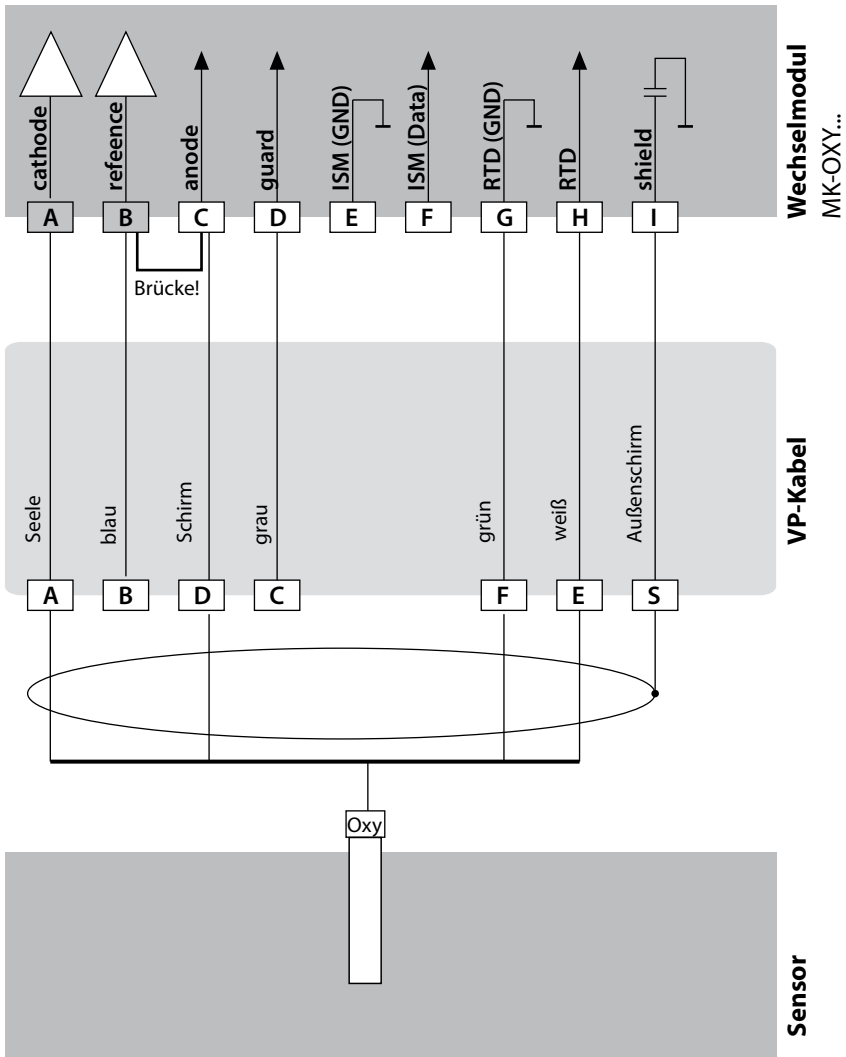 cathode
refeence
anode
guard
ISM (GND)
ISM (Data)
RTD (GND)
RTD
shield
A
B
C
D
E
F
G
H
I
Wechselmodul
MK-OXY...
Brücke!
Seele
blau
Schirm
grau
grün
weiß
Außenschirm
VP-Kabel
A
B
D
C
F
E
S
Oxy
Sensor